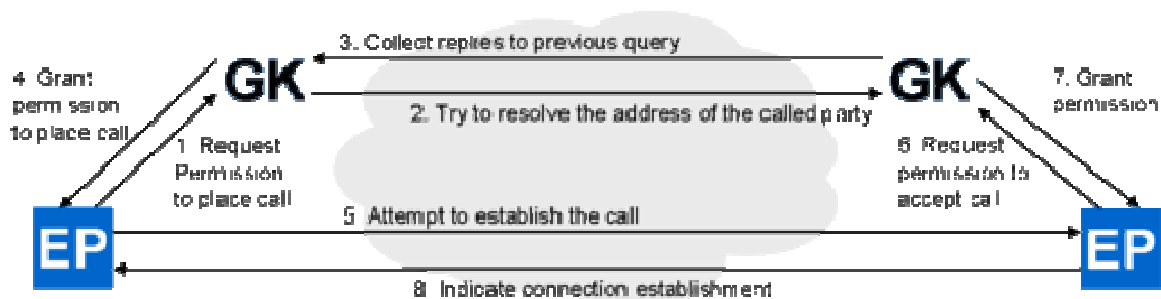 3. Collect replies to previous query
GK
GK
4 Grant
permission
to place call
7. Grant
permission
2. Try to resolve the address of the called party
1 Request
Permission
to place call
6 Request
permission to
accept call
EP
5 Attempt to establish the call
EP
8 Indicate connection establishment